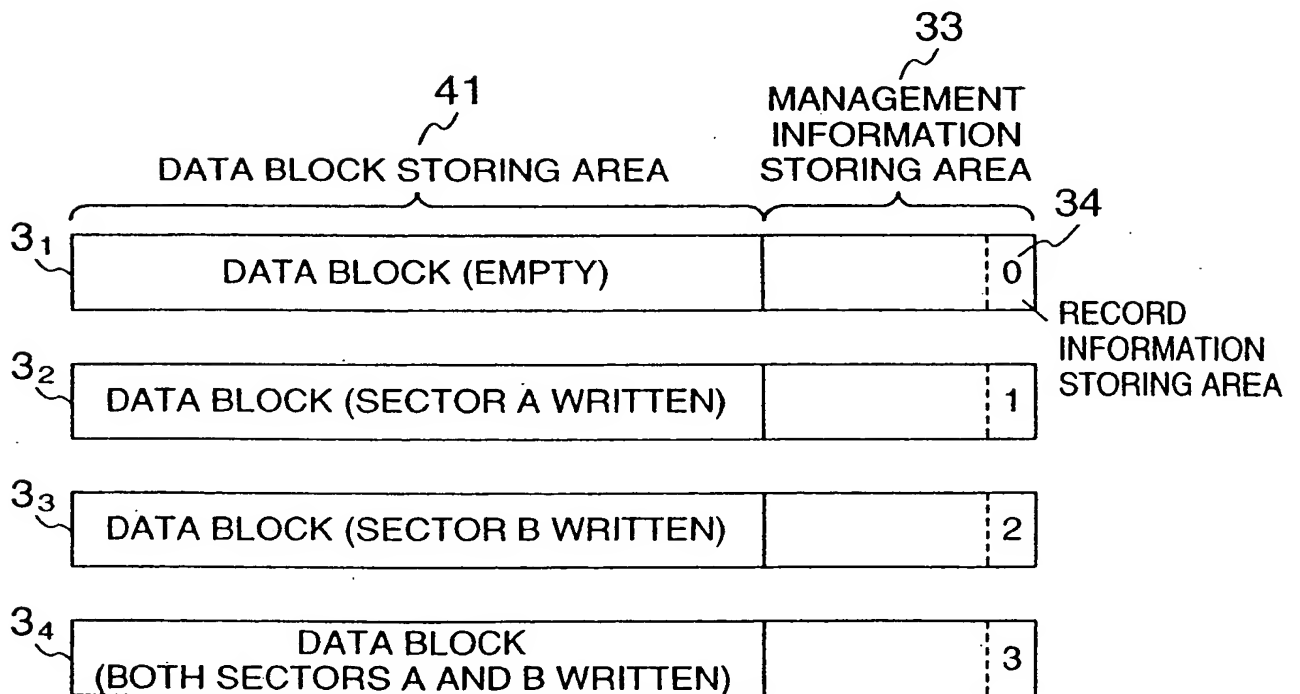 33
41
MANAGEMENT
INFORMATION
STORING AREA
DATA BLOCK STORING AREA
34
3₁
DATA BLOCK (EMPTY)
0
RECORD
INFORMATION
STORING AREA
3₂
DATA BLOCK (SECTOR A WRITTEN)
1
3₃
DATA BLOCK (SECTOR B WRITTEN)
2
3₄
DATA BLOCK
(BOTH SECTORS A AND B WRITTEN)
3